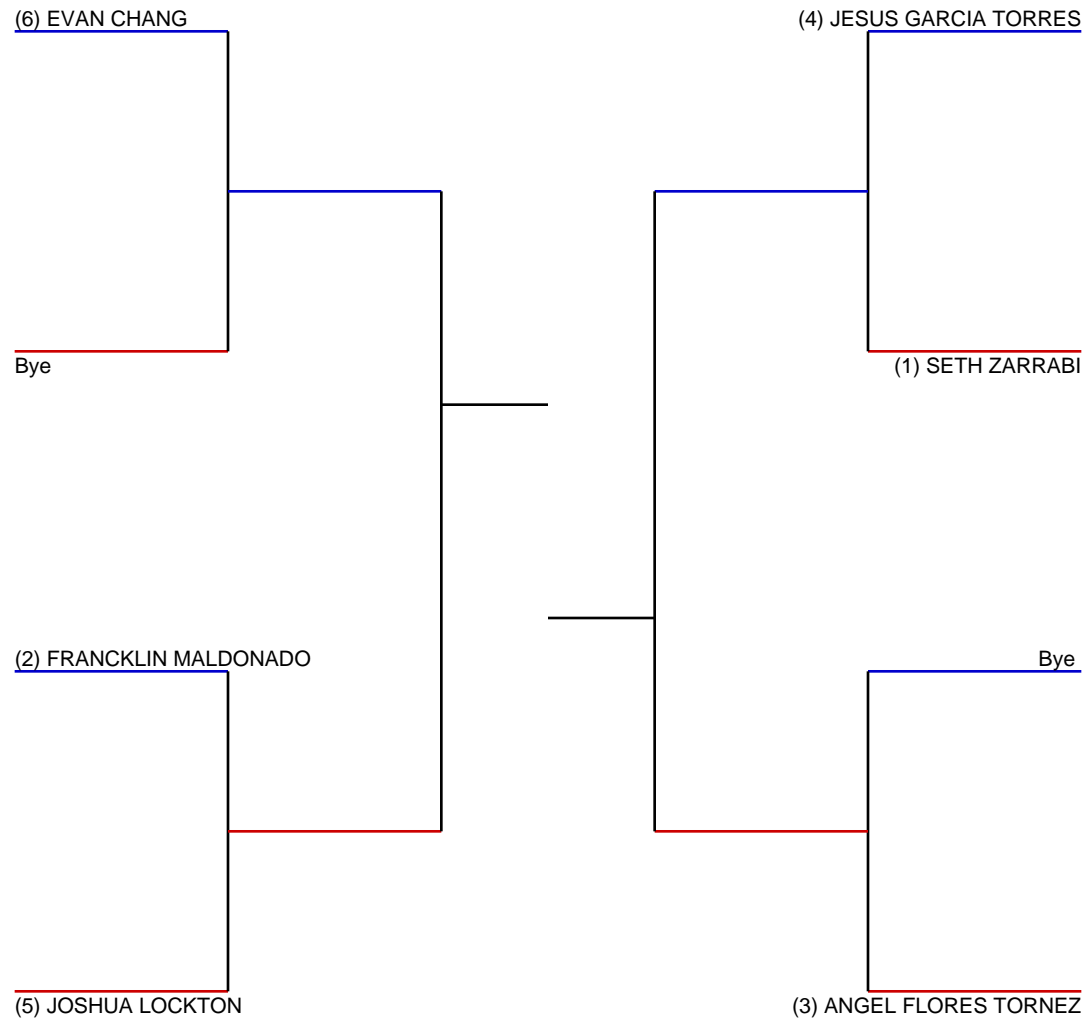 (6) EVAN CHANG
(4) JESUS GARCIA TORRES
Bye
(1) SETH ZARRABI
(2) FRANCKLIN MALDONADO
Bye
(5) JOSHUA LOCKTON
(3) ANGEL FLORES TORNEZ